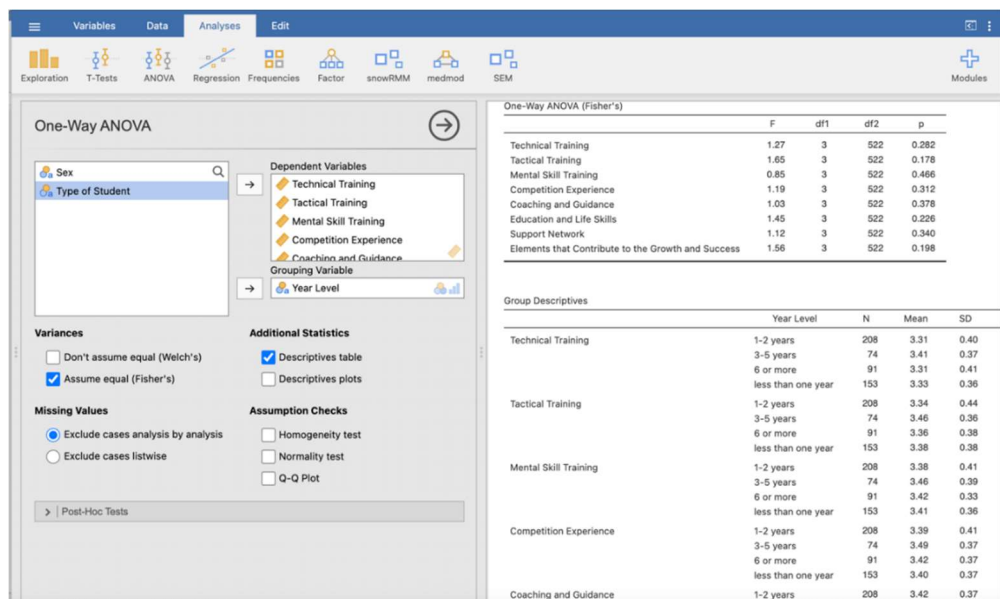 Variables Data Analyses Edit
Exploration T-Tests ANOVA Regression Frequencies Factor snowRMM medmod SEM Modules
One-Way ANOVA
Sex
Type of Student
Dependent Variables
Technical Training
Tactical Training
Mental Skill Training
Competition Experience
Coaching and Guidance
Grouping Variable
Year Level
Variances
Don't assume equal (Welch's)
Assume equal (Fisher's)
Additional Statistics
Descriptives table
Descriptives plots
Missing Values
Exclude cases analysis by analysis
Exclude cases listwise
Assumption Checks
Homogeneity test
Normality test
Q-Q Plot
Post-Hoc Tests
One-Way ANOVA (Fisher's)
F df1 df2 p
Technical Training 1.27 3 522 0.282
Tactical Training 1.65 3 522 0.178
Mental Skill Training 0.85 3 522 0.466
Competition Experience 1.19 3 522 0.312
Coaching and Guidance 1.03 3 522 0.378
Education and Life Skills 1.45 3 522 0.226
Support Network 1.12 3 522 0.340
Elements that Contribute to the Growth and Success 1.56 3 522 0.198
Group Descriptives
Year Level N Mean SD
Technical Training 1-2 years 208 3.31 0.40
3-5 years 74 3.41 0.37
6 or more 91 3.31 0.41
less than one year 153 3.33 0.36
Tactical Training 1-2 years 208 3.34 0.44
3-5 years 74 3.46 0.36
6 or more 91 3.36 0.38
less than one year 153 3.38 0.38
Mental Skill Training 1-2 years 208 3.38 0.41
3-5 years 74 3.46 0.39
6 or more 91 3.42 0.33
less than one year 153 3.41 0.36
Competition Experience 1-2 years 208 3.39 0.41
3-5 years 74 3.49 0.37
6 or more 91 3.42 0.37
less than one year 153 3.40 0.37
Coaching and Guidance 1-2 years 208 3.42 0.37